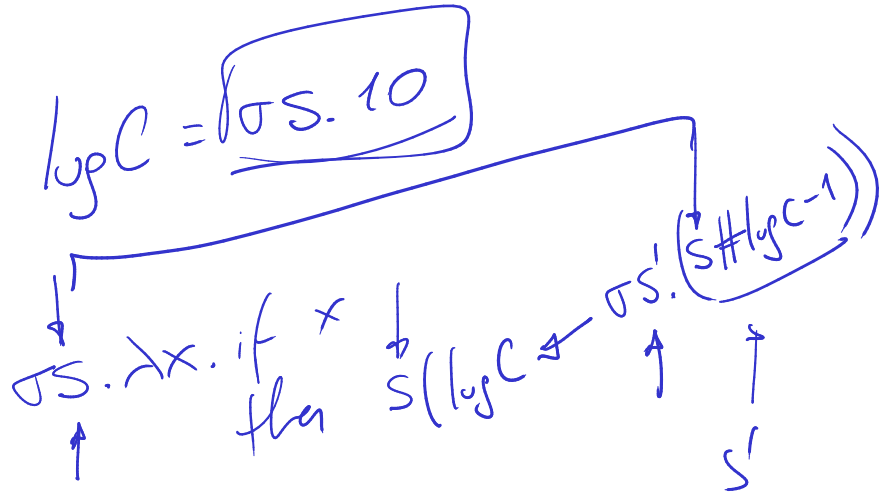 logC = σs. 10
σs. λx. if x then s(logC ← σs'. (s # logC - 1))
s'